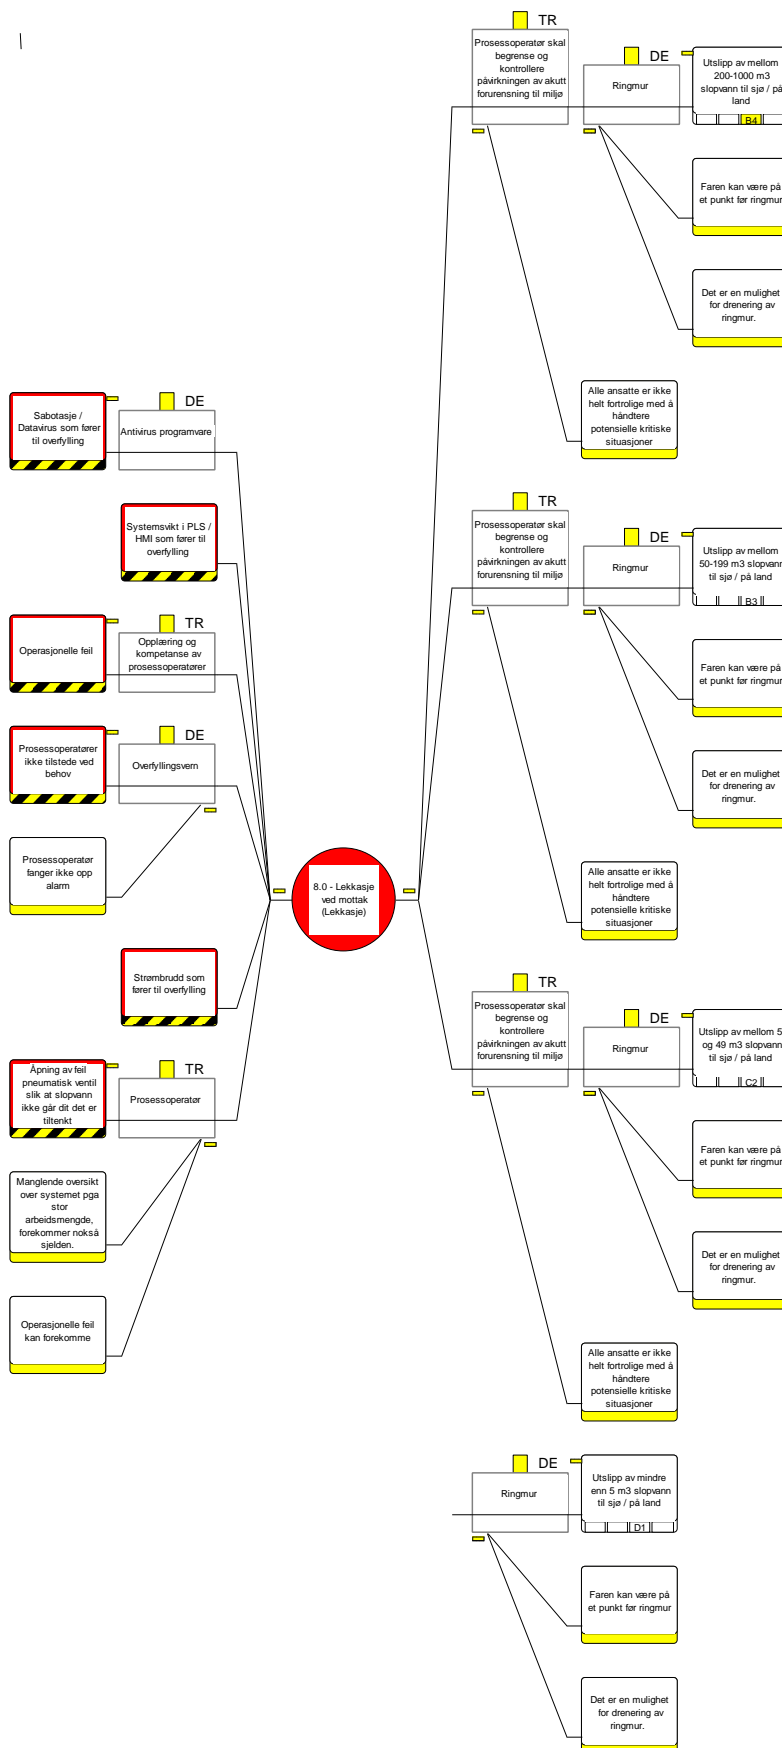 TR
Prosessoperatør skal
begrense og
kontrollere
påvirkningen av akutt
forurensning til miljø
DE
Ringmur
Utslipp av mellom
200-1000 m3
slopvann til sjø / på
land
B4
Faren kan være på
et punkt før ringmur
Det er en mulighet
for drenering av
ringmur.
Alle ansatte er ikke
helt fortrolige med å
håndtere
potensielle kritiske
situasjoner
DE
Sabotasje /
Datavirus som fører
til overfylling
Antivirus programvare
Systemsvikt i PLS /
HMI som fører til
overfylling
TR
Operasjonelle feil
Opplæring og
kompetanse av
prosessoperatører
DE
Prosessoperatører
ikke tilstede ved
behov
Overfyllingsvern
Prosessoperatør
fanger ikke opp
alarm
8.0 - Lekkasje
ved mottak
(Lekkasje)
Strømbrudd som
fører til overfylling
TR
Åpning av feil
pneumatisk ventil
slik at slopvann
ikke går dit det er
tiltenkt
Prosessoperatør
Manglende oversikt
over systemet pga
stor
arbeidsmengde,
forekommer nokså
sjelden.
Operasjonelle feil
kan forekomme
TR
Prosessoperatør skal
begrense og
kontrollere
påvirkningen av akutt
forurensning til miljø
DE
Ringmur
Utslipp av mellom
50-199 m3 slopvann
til sjø / på land
B3
Faren kan være på
et punkt før ringmur
Det er en mulighet
for drenering av
ringmur.
Alle ansatte er ikke
helt fortrolige med å
håndtere
potensielle kritiske
situasjoner
TR
Prosessoperatør skal
begrense og
kontrollere
påvirkningen av akutt
forurensning til miljø
DE
Ringmur
Utslipp av mellom 5
og 49 m3 slopvann
til sjø / på land
C2
Faren kan være på
et punkt før ringmur
Det er en mulighet
for drenering av
ringmur.
Alle ansatte er ikke
helt fortrolige med å
håndtere
potensielle kritiske
situasjoner
DE
Ringmur
Utslipp av mindre
enn 5 m3 slopvann
til sjø / på land
D1
Faren kan være på
et punkt før ringmur
Det er en mulighet
for drenering av
ringmur.